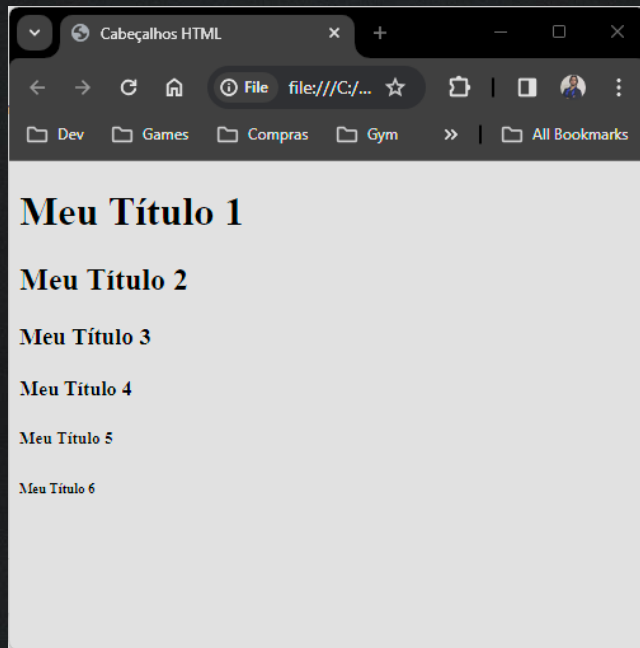 Cabeçalhos HTML
File file:///C:/...
Dev Games Compras Gym » All Bookmarks
Meu Título 1
Meu Título 2
Meu Título 3
Meu Título 4
Meu Título 5
Meu Título 6